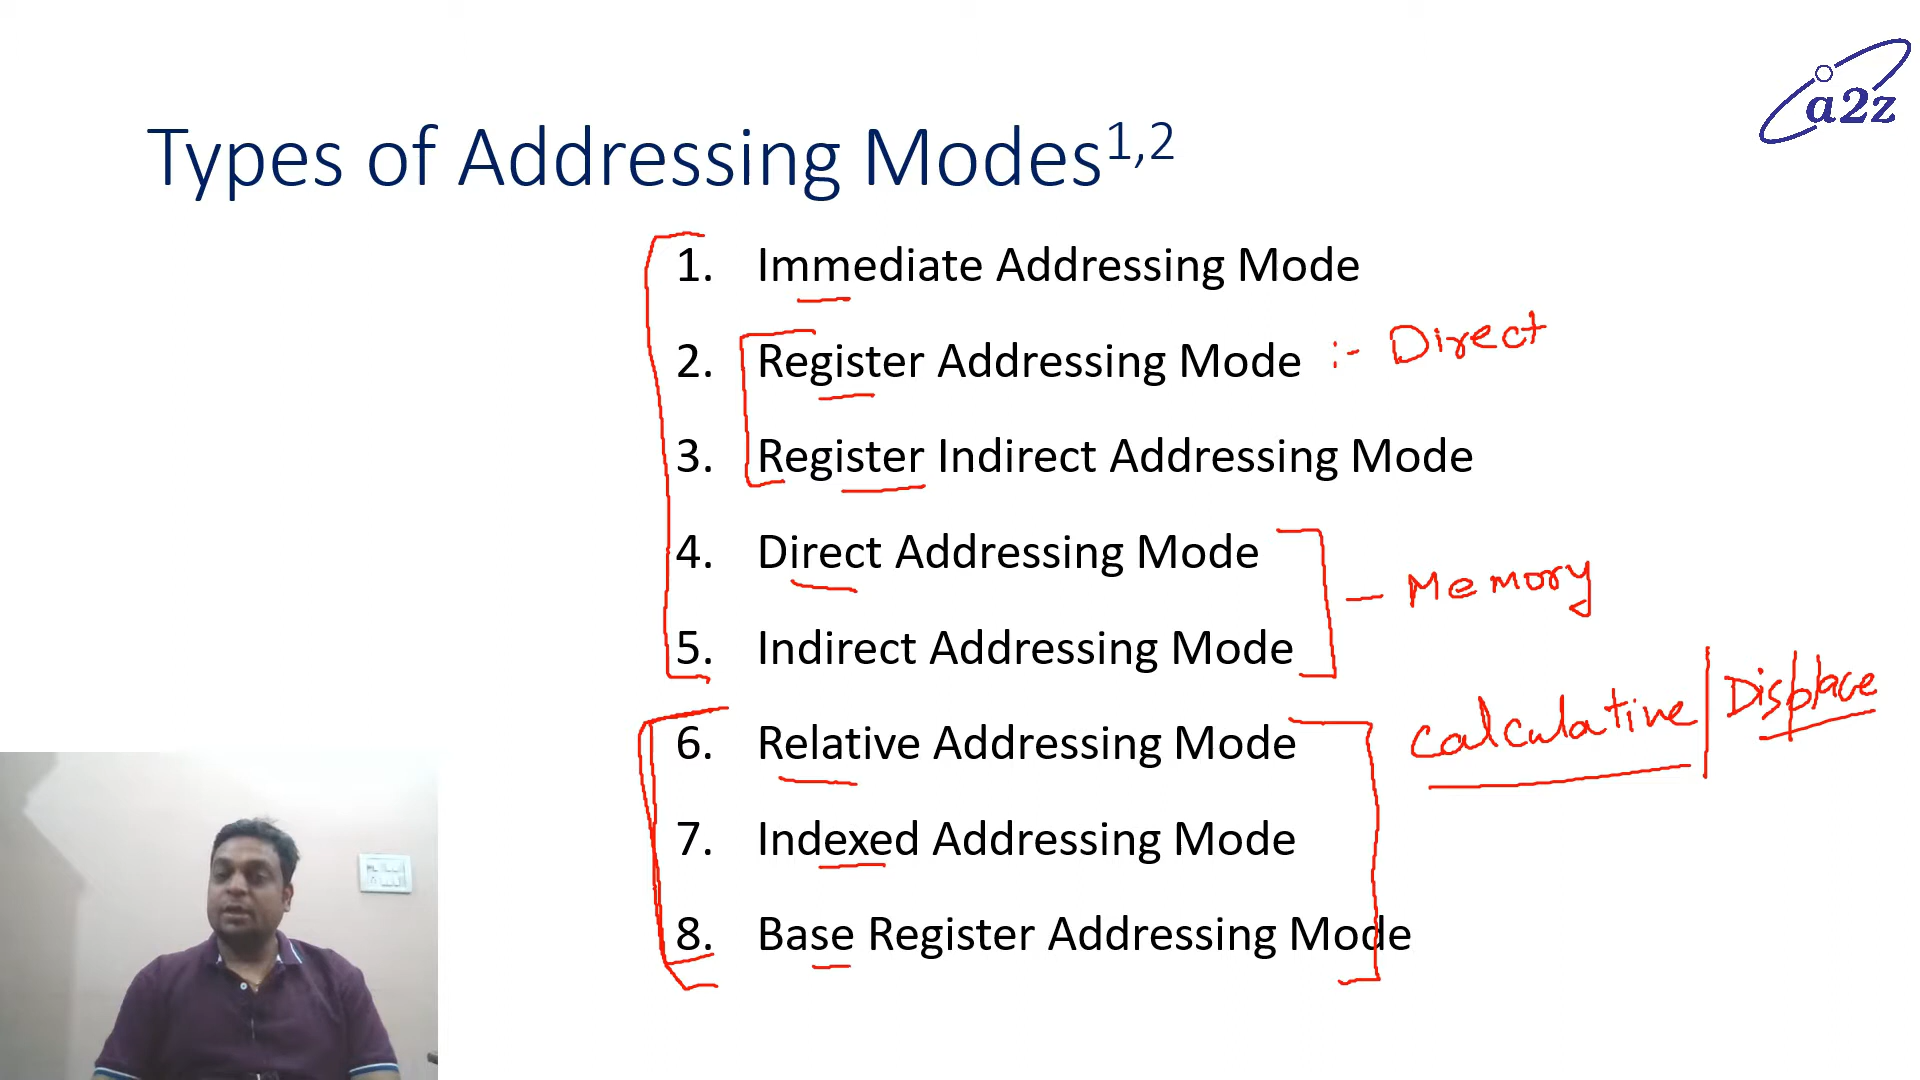 a2z
Types of Addressing Modes1,2
1. Immediate Addressing Mode
2. Register Addressing Mode :- Direct
3. Register Indirect Addressing Mode
4. Direct Addressing Mode
5. Indirect Addressing Mode
- Memory
6. Relative Addressing Mode
Calculative | Displace
7. Indexed Addressing Mode
8. Base Register Addressing Mode